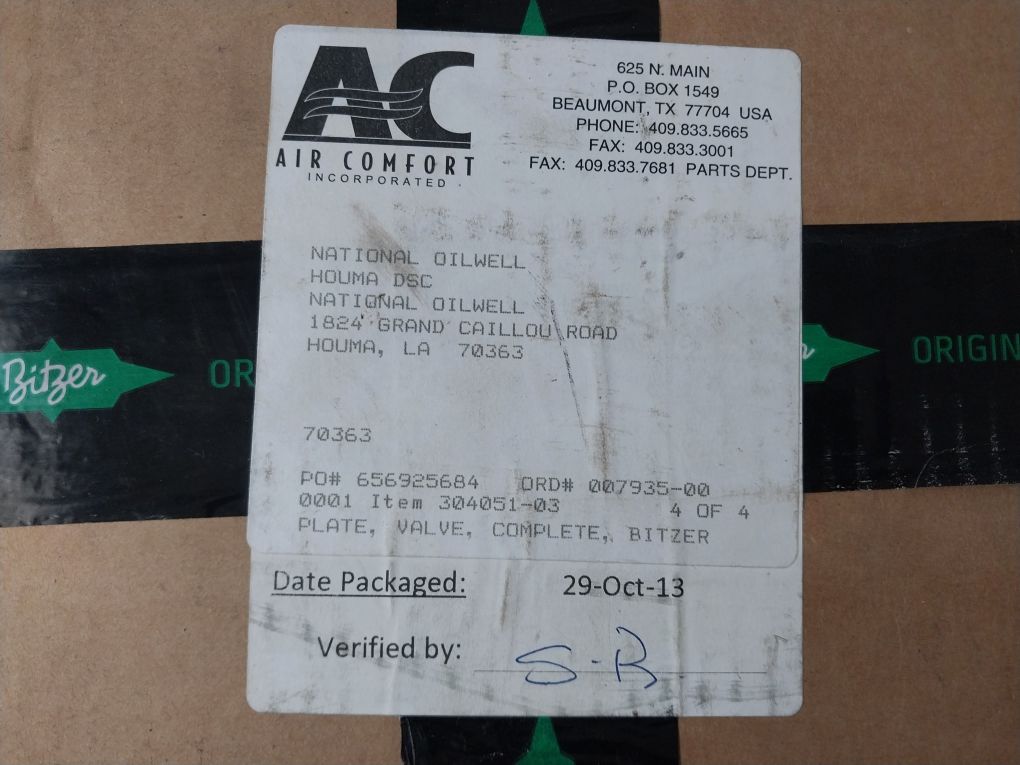 AC
AIR COMFORT
INCORPORATED
625 N. MAIN
P.O. BOX 1549
BEAUMONT, TX 77704 USA
PHONE: 409.833.5665
FAX: 409.833.3001
FAX: 409.833.7681 PARTS DEPT.
NATIONAL OILWELL
HOUMA DSC
NATIONAL OILWELL
1824 GRAND CAILLOU ROAD
HOUMA, LA 70363
Bitzer OR
ORIGIN
70363
PO# 656925684 ORD# 007935-00
0001 Item 304051-03 4 OF 4
PLATE, VALVE, COMPLETE, BITZER
Date Packaged: 29-Oct-13
Verified by: S-R